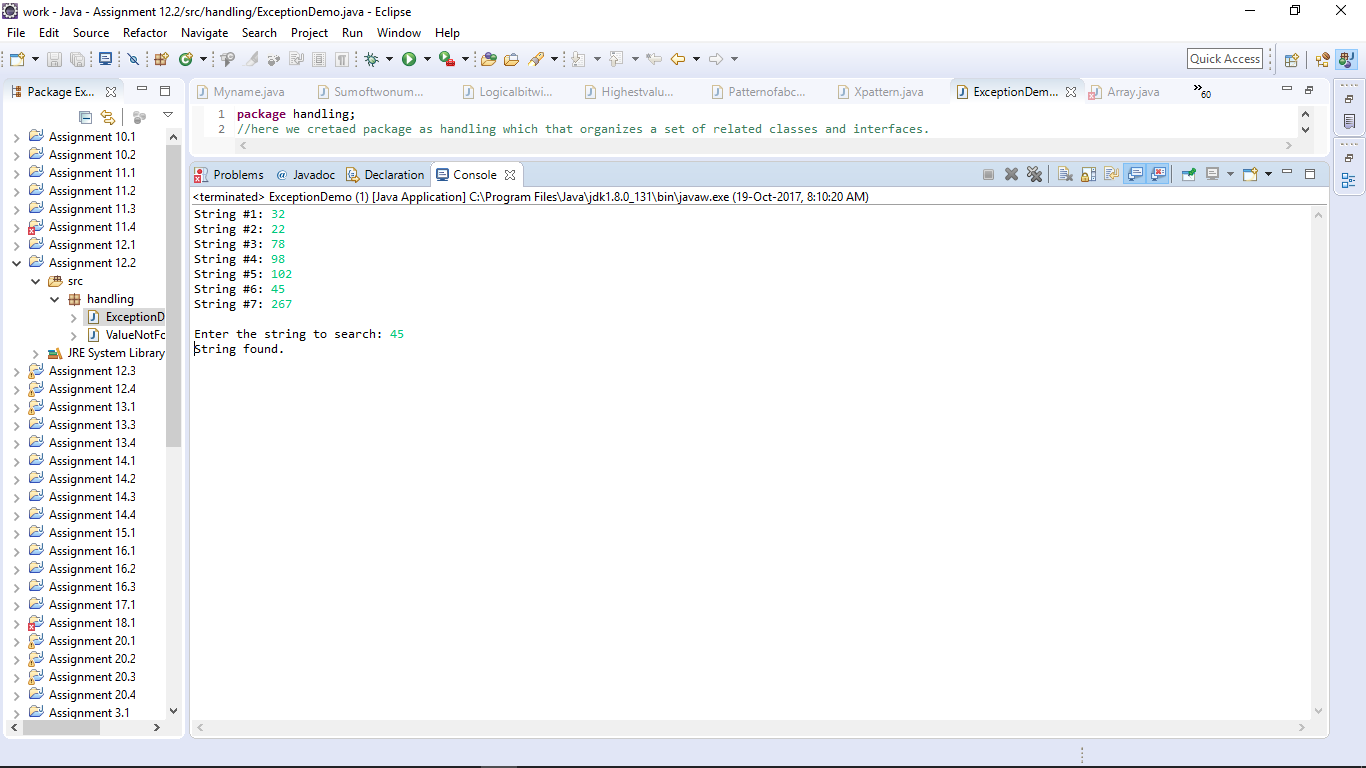 work - Java - Assignment 12.2/src/handling/ExceptionDemo.java - Eclipse
File Edit Source Refactor Navigate Search Project Run Window Help
Quick Access
Package Ex...
Myname.java Sumoftwonum... Logicalbitwi... Highestvalu... Patternofabc... Xpattern.java ExceptionDem... Array.java »60
1 package handling;
2 //here we cretaed package as handling which that organizes a set of related classes and interfaces.
Assignment 10.1
Assignment 10.2
Assignment 11.1
Assignment 11.2
Assignment 11.3
Assignment 11.4
Assignment 12.1
Assignment 12.2
src
handling
ExceptionD
ValueNotFo
JRE System Library
Assignment 12.3
Assignment 12.4
Assignment 13.1
Assignment 13.3
Assignment 13.4
Assignment 14.1
Assignment 14.2
Assignment 14.3
Assignment 14.4
Assignment 15.1
Assignment 16.1
Assignment 16.2
Assignment 16.3
Assignment 17.1
Assignment 18.1
Assignment 20.1
Assignment 20.2
Assignment 20.3
Assignment 20.4
Assignment 3.1
Problems @ Javadoc Declaration Console
<terminated> ExceptionDemo (1) [Java Application] C:\Program Files\Java\jdk1.8.0_131\bin\javaw.exe (19-Oct-2017, 8:10:20 AM)
String #1: 32
String #2: 22
String #3: 78
String #4: 98
String #5: 102
String #6: 45
String #7: 267
Enter the string to search: 45
String found.